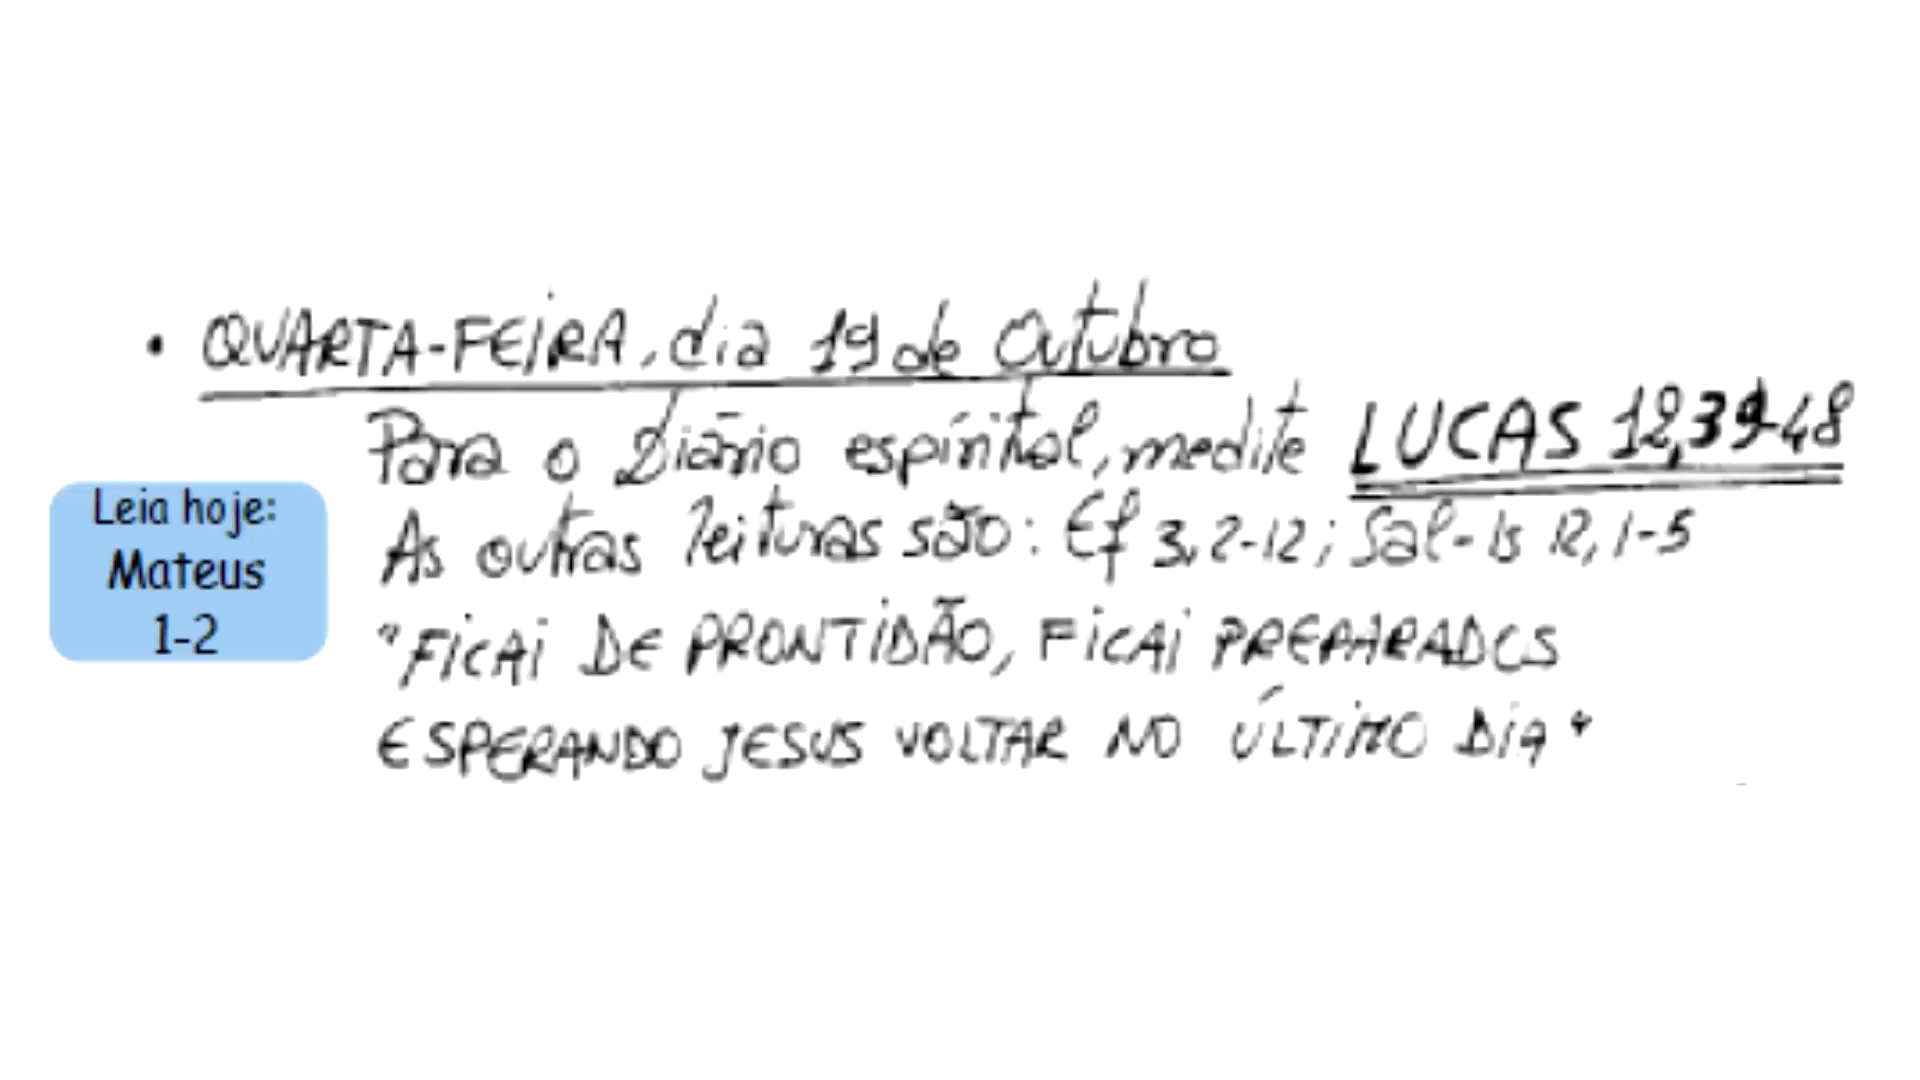 • QUARTA-FEIRA, dia 19 de Outubro
Para o Diário espírital, medite LUCAS 12,39-48
Leia hoje:
Mateus
1-2
As outras leituras são: Ef 3, 2-12; Sal - Is 12, 1-5
"FICAI DE PRONTIDÃO, FICAI PREPARADOS
ESPERANDO JESUS VOLTAR NO ÚLTIMO DIA"